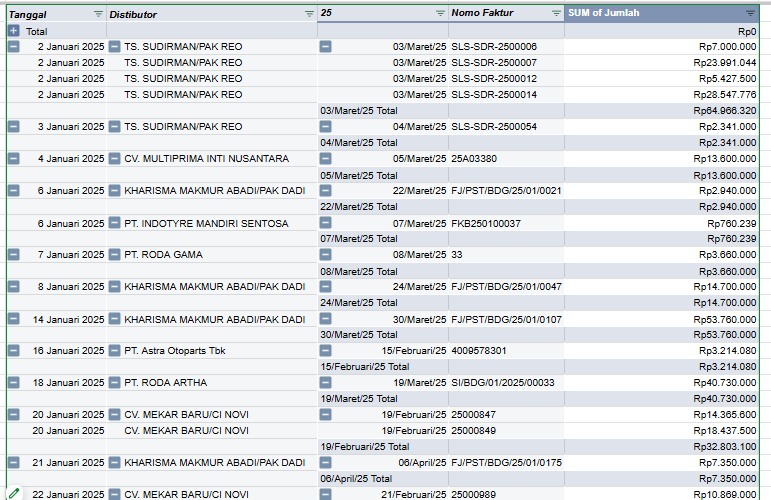 Tanggal Distibutor 25 Nomo Faktur SUM of Jumlah
Total Rp0
2 Januari 2025 TS. SUDIRMAN/PAK REO 03/Maret/25 SLS-SDR-2500006 Rp7.000.000
2 Januari 2025 TS. SUDIRMAN/PAK REO 03/Maret/25 SLS-SDR-2500007 Rp23.991.044
2 Januari 2025 TS. SUDIRMAN/PAK REO 03/Maret/25 SLS-SDR-2500012 Rp5.427.500
2 Januari 2025 TS. SUDIRMAN/PAK REO 03/Maret/25 SLS-SDR-2500014 Rp28.547.776
03/Maret/25 Total Rp64.966.320
3 Januari 2025 TS. SUDIRMAN/PAK REO 04/Maret/25 SLS-SDR-2500054 Rp2.341.000
04/Maret/25 Total Rp2.341.000
4 Januari 2025 CV. MULTIPRIMA INTI NUSANTARA 05/Maret/25 25A03380 Rp13.600.000
05/Maret/25 Total Rp13.600.000
6 Januari 2025 KHARISMA MAKMUR ABADI/PAK DADI 22/Maret/25 FJ/PST/BDG/25/01/0021 Rp2.940.000
22/Maret/25 Total Rp2.940.000
6 Januari 2025 PT. INDOTYRE MANDIRI SENTOSA 07/Maret/25 FKB250100037 Rp760.239
07/Maret/25 Total Rp760.239
7 Januari 2025 PT. RODA GAMA 08/Maret/25 33 Rp3.660.000
08/Maret/25 Total Rp3.660.000
8 Januari 2025 KHARISMA MAKMUR ABADI/PAK DADI 24/Maret/25 FJ/PST/BDG/25/01/0047 Rp14.700.000
24/Maret/25 Total Rp14.700.000
14 Januari 2025 KHARISMA MAKMUR ABADI/PAK DADI 30/Maret/25 FJ/PST/BDG/25/01/0107 Rp53.760.000
30/Maret/25 Total Rp53.760.000
16 Januari 2025 PT. Astra Otoparts Tbk 15/Februari/25 4009578301 Rp3.214.080
15/Februari/25 Total Rp3.214.080
18 Januari 2025 PT. RODA ARTHA 19/Maret/25 SI/BDG/01/2025/00033 Rp40.730.000
19/Maret/25 Total Rp40.730.000
20 Januari 2025 CV. MEKAR BARU/CI NOVI 19/Februari/25 25000847 Rp14.365.600
20 Januari 2025 CV. MEKAR BARU/CI NOVI 19/Februari/25 25000849 Rp18.437.500
19/Februari/25 Total Rp32.803.100
21 Januari 2025 KHARISMA MAKMUR ABADI/PAK DADI 06/April/25 FJ/PST/BDG/25/01/0175 Rp7.350.000
06/April/25 Total Rp7.350.000
22 Januari 2025 CV. MEKAR BARU/CI NOVI 21/Februari/25 25000989 Rp10.869.000